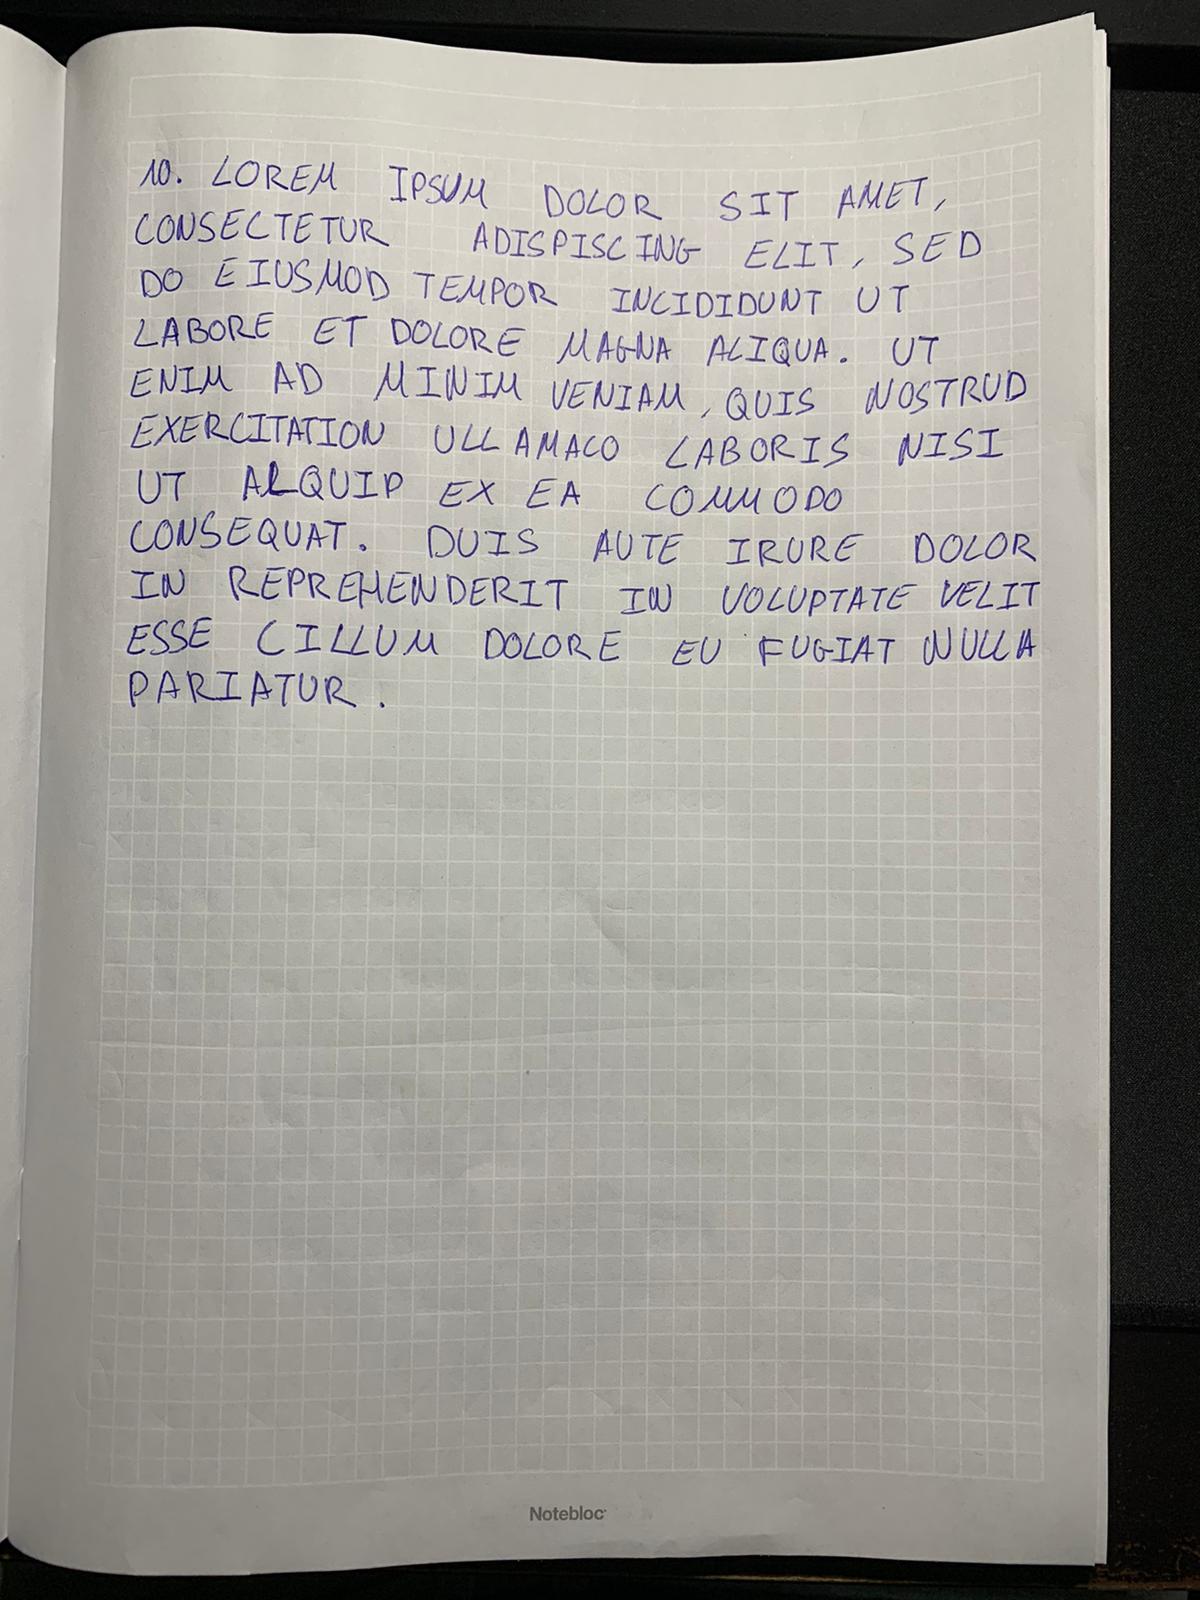 10. LOREM IPSUM DOLOR SIT AMET,
CONSECTETUR ADISPISCING ELIT, SED
DO EIUSMOD TEMPOR INCIDIDUNT UT
LABORE ET DOLORE MAGNA ALIQUA. UT
ENIM AD MINIM VENIAM, QUIS NOSTRUD
EXERCITATION ULLAMACO LABORIS NISI
UT ALQUIP EX EA COMMODO
CONSEQUAT. DUIS AUTE IRURE DOLOR
IN REPREHENDERIT IN VOLUPTATE VELIT
ESSE CILLUM DOLORE EU FUGIAT NULLA
PARIATUR.
Notebloc